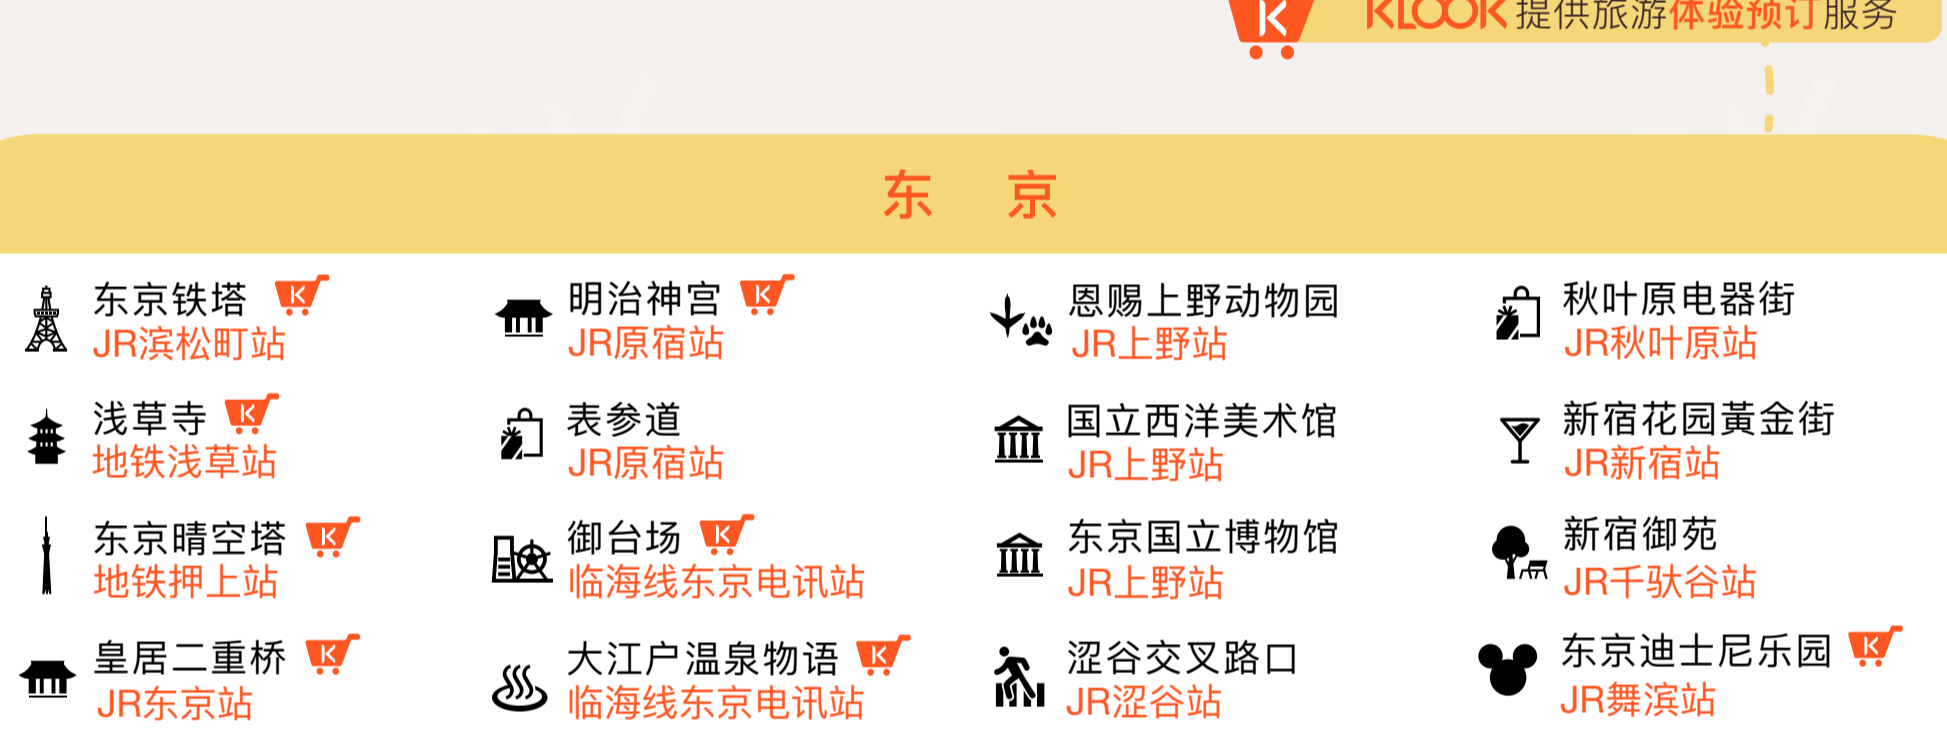 KLOOK 提供旅游体验预订服务
东 京
东京铁塔
JR滨松町站
明治神宫
JR原宿站
恩赐上野动物园
JR上野站
秋叶原电器街
JR秋叶原站
浅草寺
地铁浅草站
表参道
JR原宿站
国立西洋美术馆
JR上野站
新宿花园黃金街
JR新宿站
东京晴空塔
地铁押上站
御台场
临海线东京电讯站
东京国立博物馆
JR上野站
新宿御苑
JR千驮谷站
皇居二重桥
JR东京站
大江户温泉物语
临海线东京电讯站
涩谷交叉路口
JR涩谷站
东京迪士尼乐园
JR舞滨站